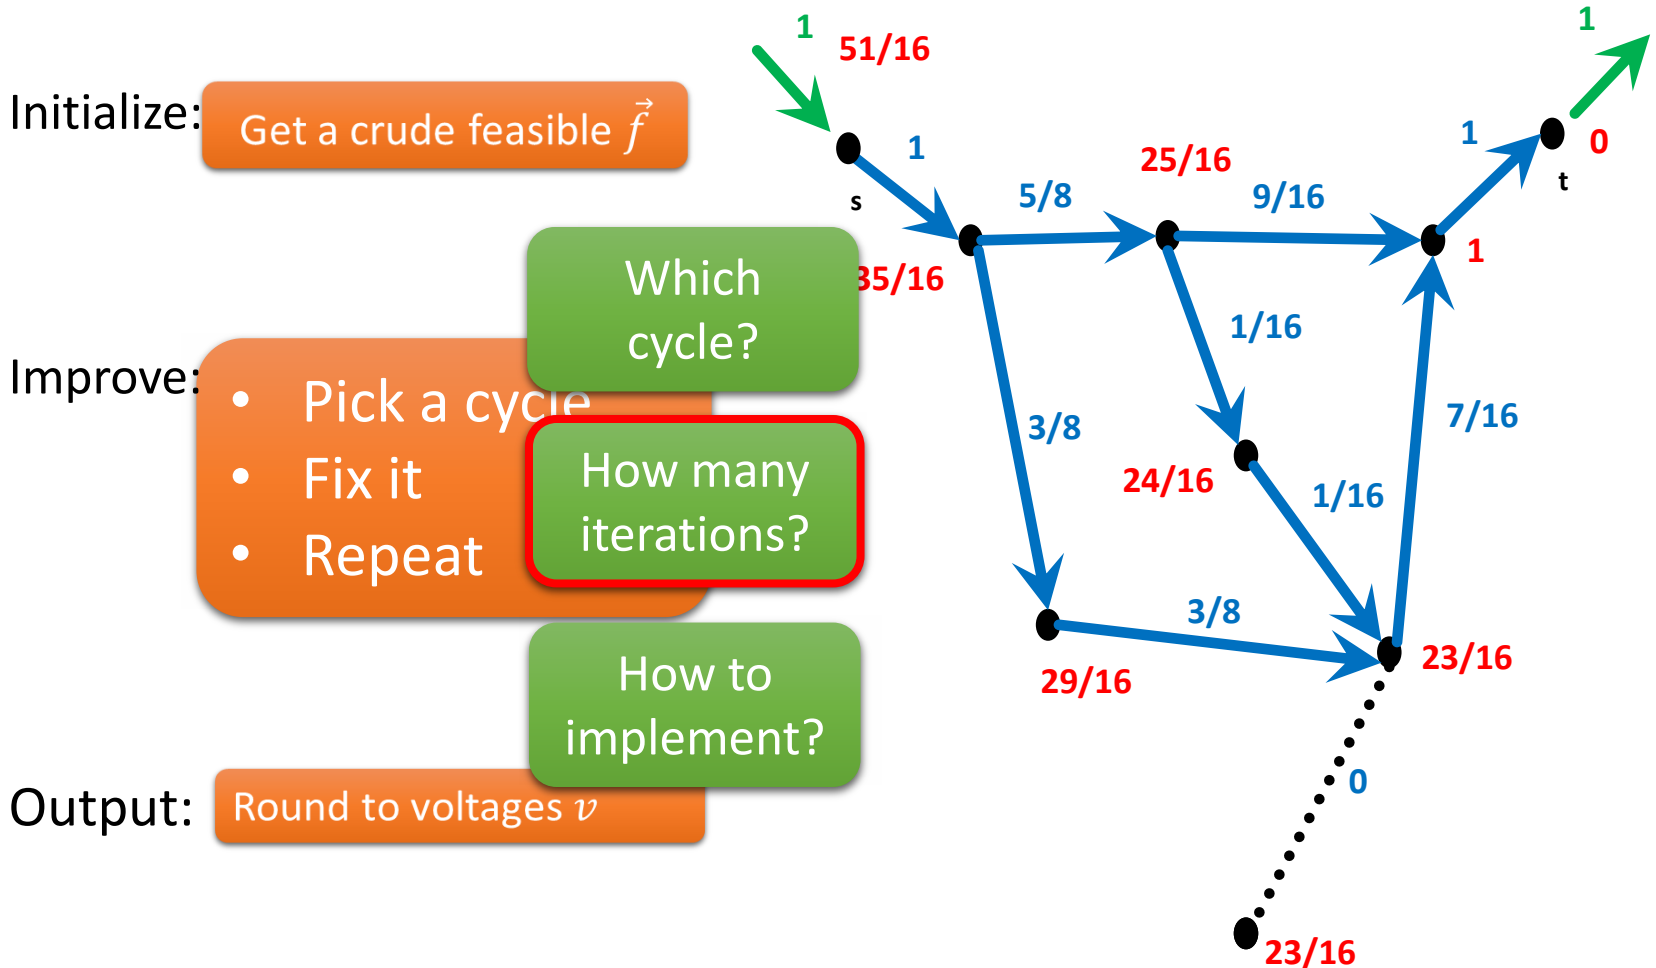 Initialize:
Get a crude feasible $\vec{f}$
Improve:
• Pick a cycle
• Fix it
• Repeat
Which
cycle?
How many
iterations?
How to
implement?
Output:
Round to voltages v
1
51/16
1
s
35/16
5/8
25/16
9/16
1
1
0
t
1
1/16
3/8
24/16
1/16
7/16
3/8
29/16
23/16
0
23/16